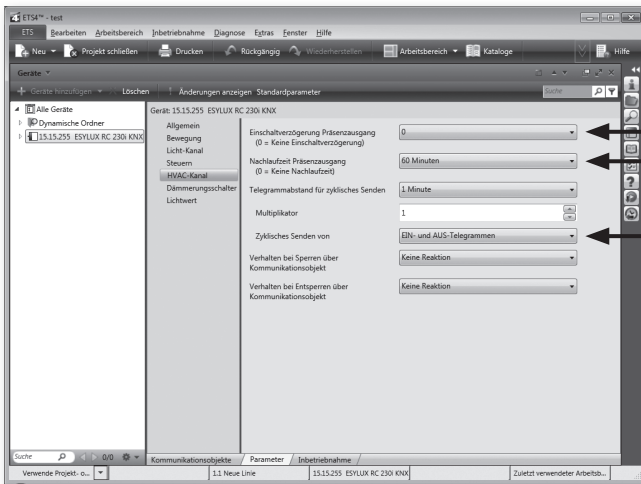 ETS4™ - test
ETS Bearbeiten Arbeitsbereich Inbetriebnahme Diagnose Extras Fenster Hilfe
Neu Projekt schließen Drucken Rückgängig Wiederherstellen Arbeitsbereich Kataloge Hilfe
Geräte
Geräte hinzufügen Löschen Änderungen anzeigen Standardparameter Suche
Alle Geräte
Dynamische Ordner
15.15.255 ESYLUX RC 230i KNX
Gerät: 15.15.255 ESYLUX RC 230i KNX
Allgemein
Bewegung
Licht-Kanal
Steuern
HVAC-Kanal
Dämmerungsschalter
Lichtwert
Einschaltverzögerung Präsenzausgang 0
(0 = Keine Einschaltverzögerung)
Nachlaufzeit Präsenzausgang 60 Minuten
(0 = Keine Nachlaufzeit)
Telegrammabstand für zyklisches Senden 1 Minute
Multiplikator 1
Zyklisches Senden von EIN- und AUS-Telegrammen
Verhalten bei Sperren über Keine Reaktion
Kommunikationsobjekt
Verhalten bei Entsperren über Keine Reaktion
Kommunikationsobjekt
Suche 0/0
Kommunikationsobjekte Parameter Inbetriebnahme
Verwende Projekt- o... 1.1 Neue Linie 15.15.255 ESYLUX RC 230i KNX Zuletzt verwendeter Arbeitsb...